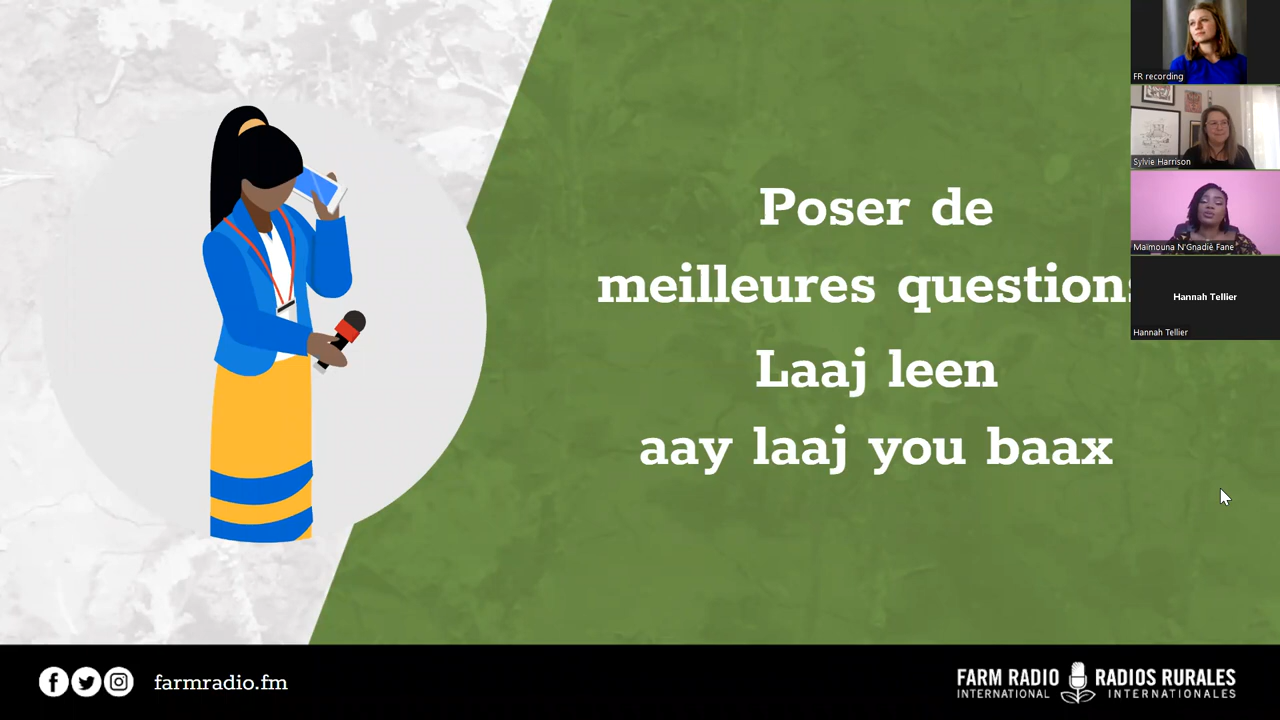 Poser de
meilleures questions
Laaj leen
aay laaj you baax
FR recording
Sylvie Harrison
Maïmouna N'Gnadié Fane
Hannah Tellier
Hannah Tellier
farmradio.fm
FARM RADIO
INTERNATIONAL
RADIOS RURALES
INTERNATIONALES